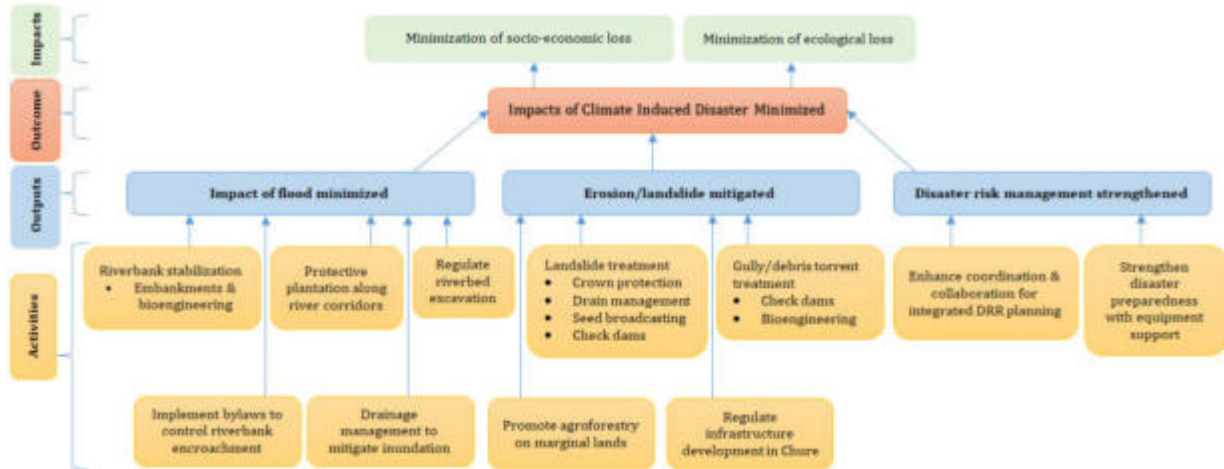 Impacts
Minimization of socio-economic loss
Minimization of ecological loss
Outcome
Impacts of Climate Induced Disaster Minimized
Outputs
Impact of flood minimized
Erosion/landslide mitigated
Disaster risk management strengthened
Activities
Riverbank stabilization
• Embankments &
bioengineering
Protective
plantation along
river corridors
Regulate
riverbed
excavation
Landslide treatment
• Crown protection
• Drain management
• Seed broadcasting
• Check dams
Gully/debris torrent
treatment
• Check dams
• Bioengineering
Enhance coordination &
collaboration for
integrated DRR planning
Strengthen
disaster
preparedness
with equipment
support
Implement bylaws to
control riverbank
encroachment
Drainage
management to
mitigate inundation
Promote agroforestry
on marginal lands
Regulate
infrastructure
development in Chure